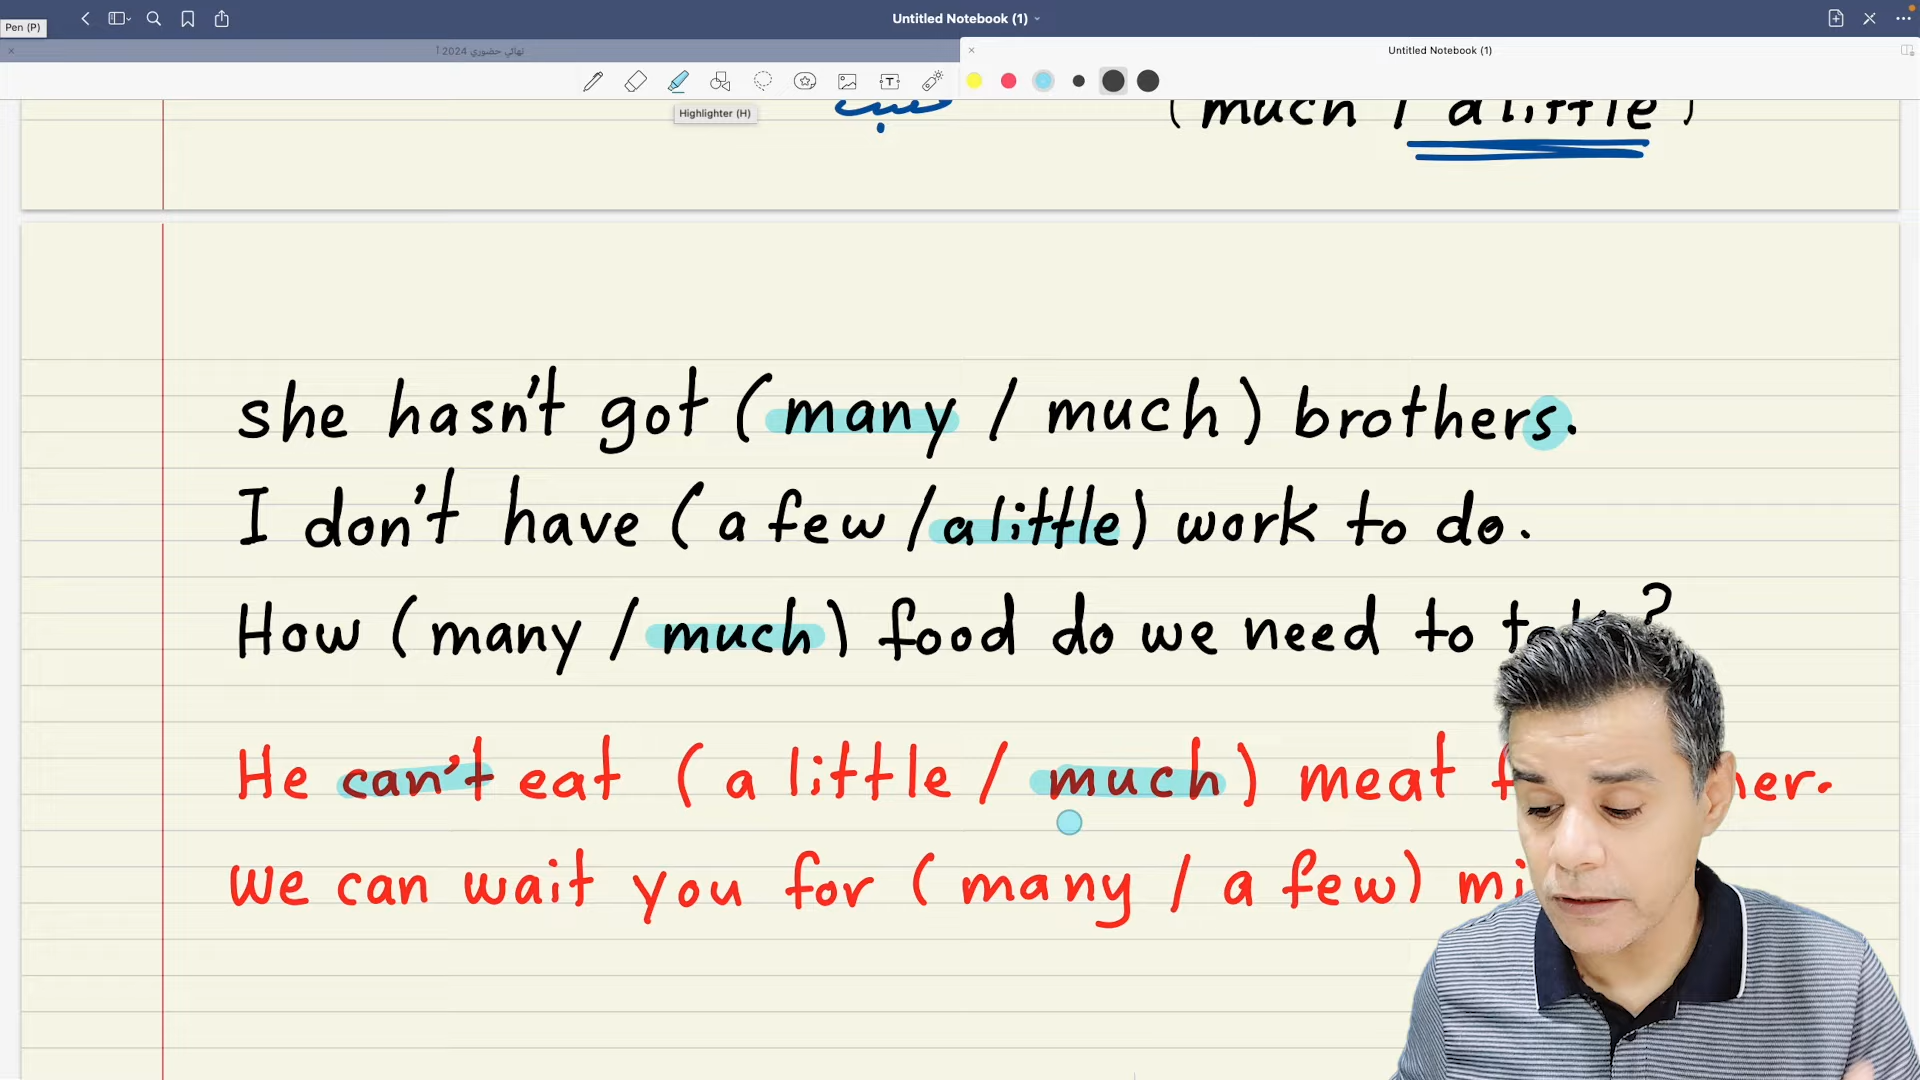 Pen (P)
Untitled Notebook (1)
نهائي حضوري 2024 أ
Untitled Notebook (1)
Highlighter (H)
(much / a little)
she hasn't got (many / much) brothers.
I don't have (a few / a little) work to do.
How (many / much) food do we need to ?
He can't eat (a little / much) meat
We can wait you for (many / a few)